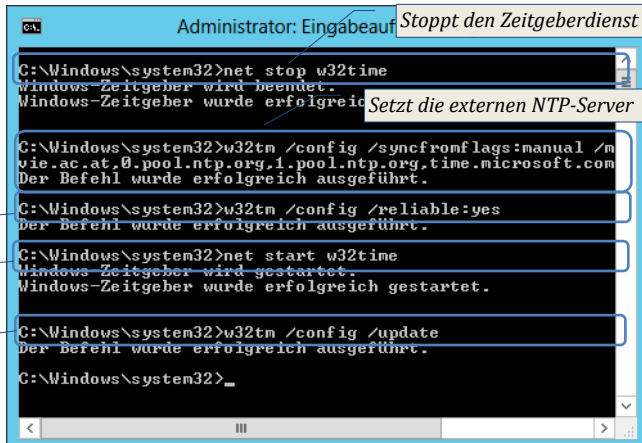 Administrator: Eingabeauf
Stoppt den Zeitgeberdienst
C:\Windows\system32>net stop w32time
Windows-Zeitgeber wird beendet.
Windows-Zeitgeber wurde erfolgreic
Setzt die externen NTP-Server
C:\Windows\system32>w32tm /config /syncfromflags:manual /m
vie.ac.at,0.pool.ntp.org,1.pool.ntp.org,time.microsoft.com
Der Befehl wurde erfolgreich ausgeführt.
C:\Windows\system32>w32tm /config /reliable:yes
Der Befehl wurde erfolgreich ausgeführt.
C:\Windows\system32>net start w32time
Windows-Zeitgeber wird gestartet.
Windows-Zeitgeber wurde erfolgreich gestartet.
C:\Windows\system32>w32tm /config /update
Der Befehl wurde erfolgreich ausgeführt.
C:\Windows\system32>_